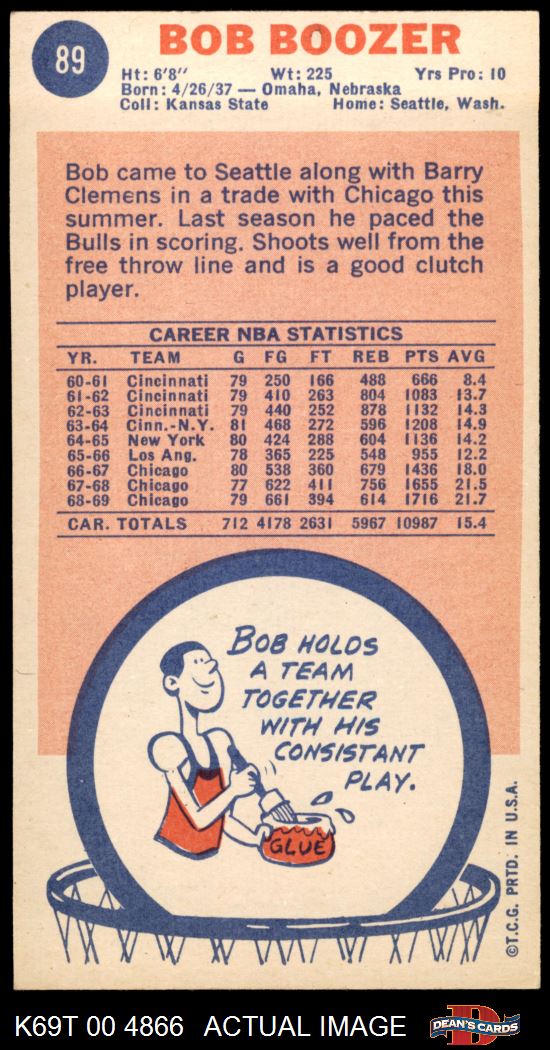 89
BOB BOOZER
Ht: 6'8" Wt: 225 Yrs Pro: 10
Born: 4/26/37 — Omaha, Nebraska
Coll: Kansas State Home: Seattle, Wash.
Bob came to Seattle along with Barry
Clemens in a trade with Chicago this
summer. Last season he paced the
Bulls in scoring. Shoots well from the
free throw line and is a good clutch
player.
CAREER NBA STATISTICS
YR. TEAM G FG FT REB PTS AVG
60-61 Cincinnati 79 250 166 488 666 8.4
61-62 Cincinnati 79 410 263 804 1083 13.7
62-63 Cincinnati 79 440 252 878 1132 14.3
63-64 Cinn.-N.Y. 81 468 272 596 1208 14.9
64-65 New York 80 424 288 604 1136 14.2
65-66 Los Ang. 78 365 225 548 955 12.2
66-67 Chicago 80 538 360 679 1436 18.0
67-68 Chicago 77 622 411 756 1655 21.5
68-69 Chicago 79 661 394 614 1716 21.7
CAR. TOTALS 712 4178 2631 5967 10987 15.4
BOB HOLDS
A TEAM
TOGETHER
WITH HIS
CONSISTANT
PLAY.
GLUE
©T.C.G. PRTD. IN U.S.A.
K69T 00 4866 ACTUAL IMAGE
D
DEAN'S CARDS